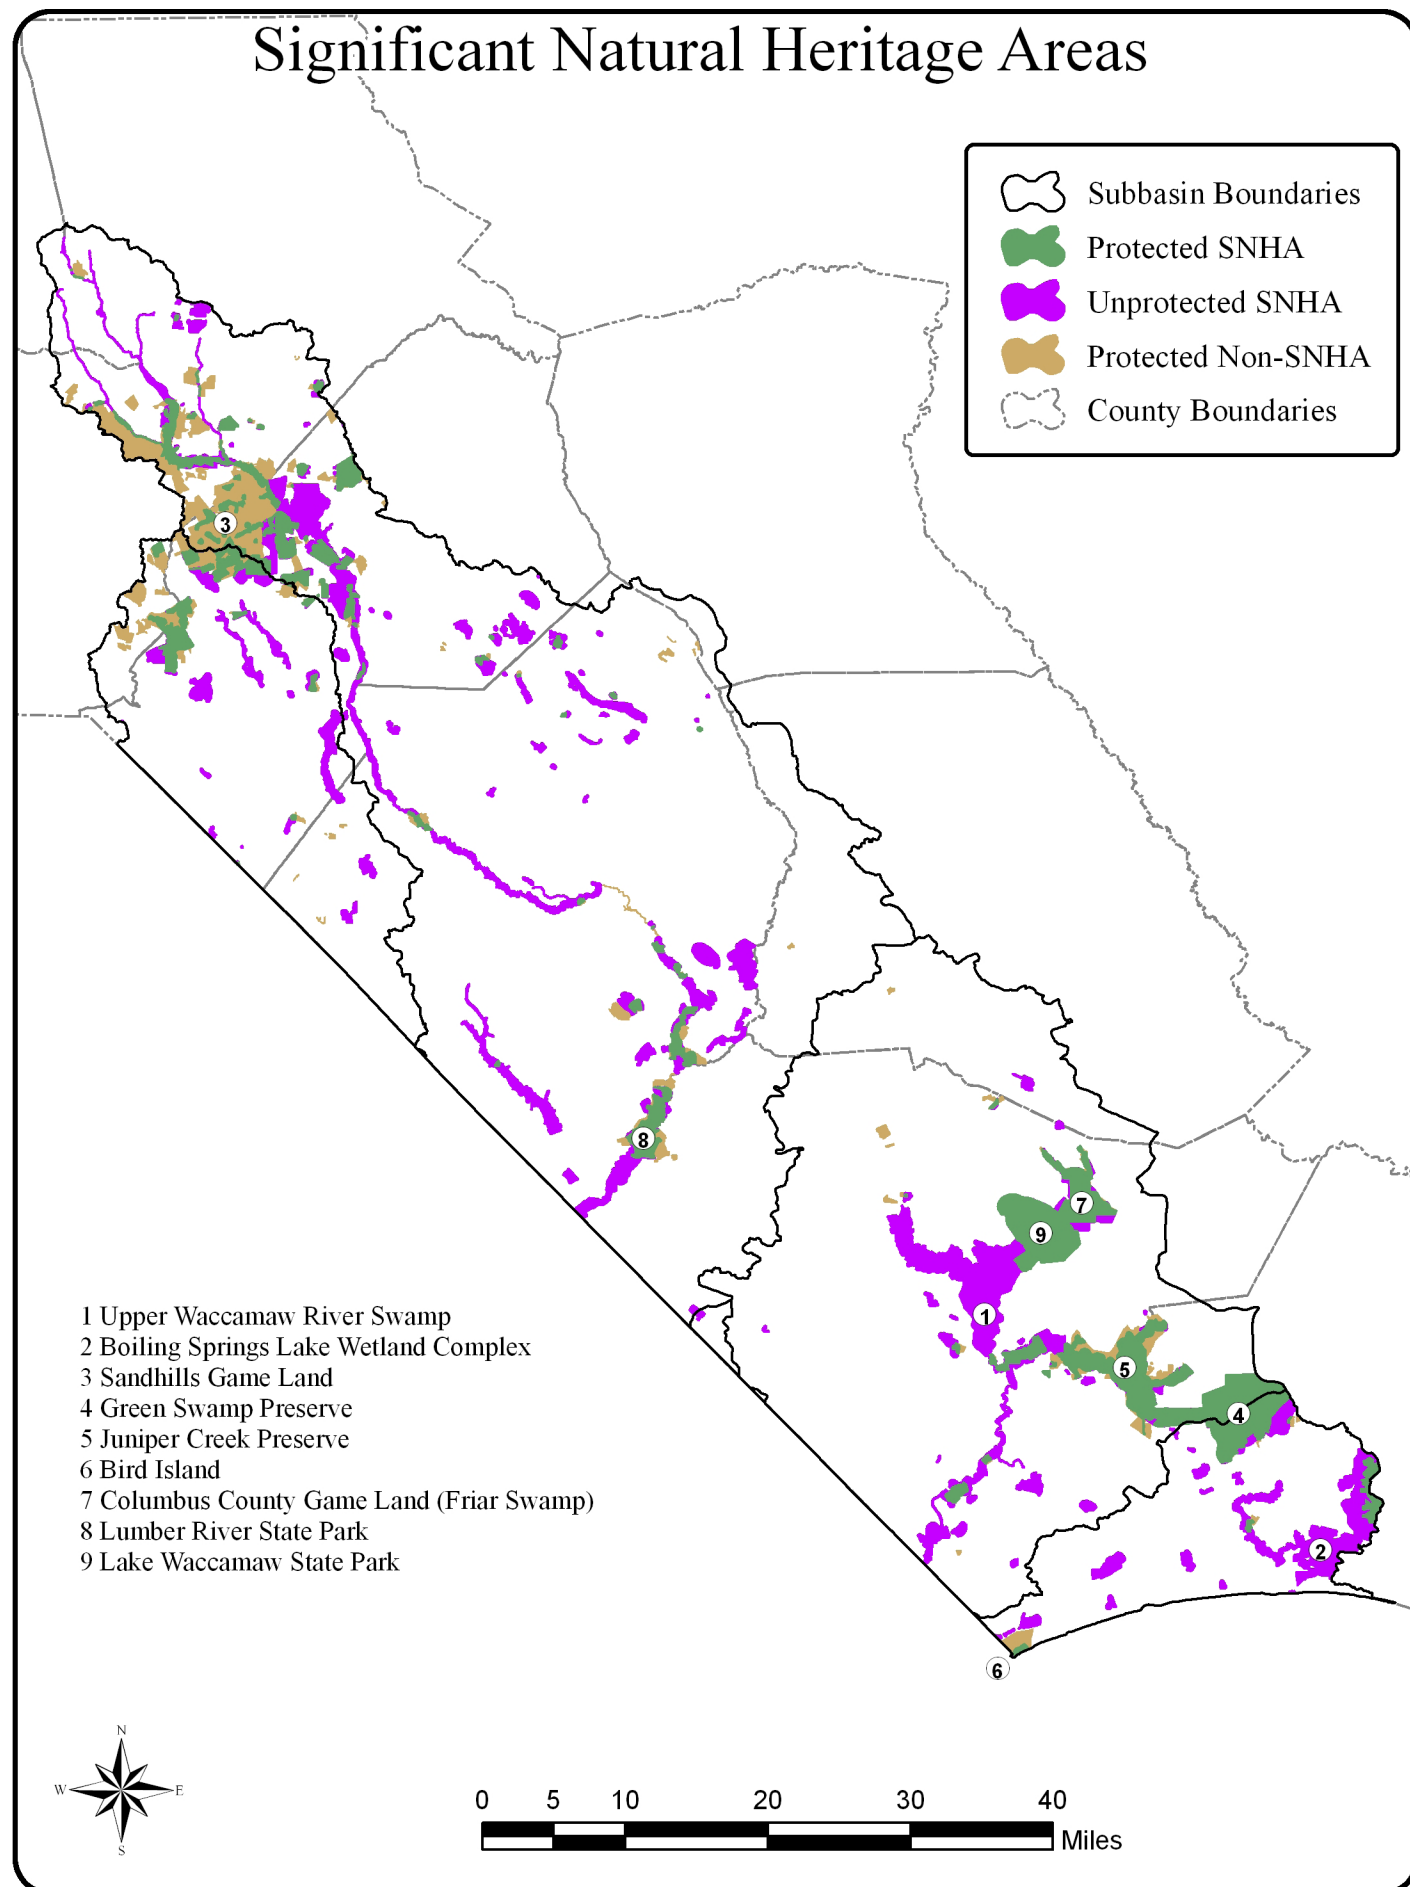 Significant Natural Heritage Areas
Subbasin Boundaries
Protected SNHA
Unprotected SNHA
Protected Non-SNHA
County Boundaries
3
8
7
9
1
5
4
2
6
1 Upper Waccamaw River Swamp
2 Boiling Springs Lake Wetland Complex
3 Sandhills Game Land
4 Green Swamp Preserve
5 Juniper Creek Preserve
6 Bird Island
7 Columbus County Game Land (Friar Swamp)
8 Lumber River State Park
9 Lake Waccamaw State Park
N
W E
S
0 5 10 20 30 40
Miles